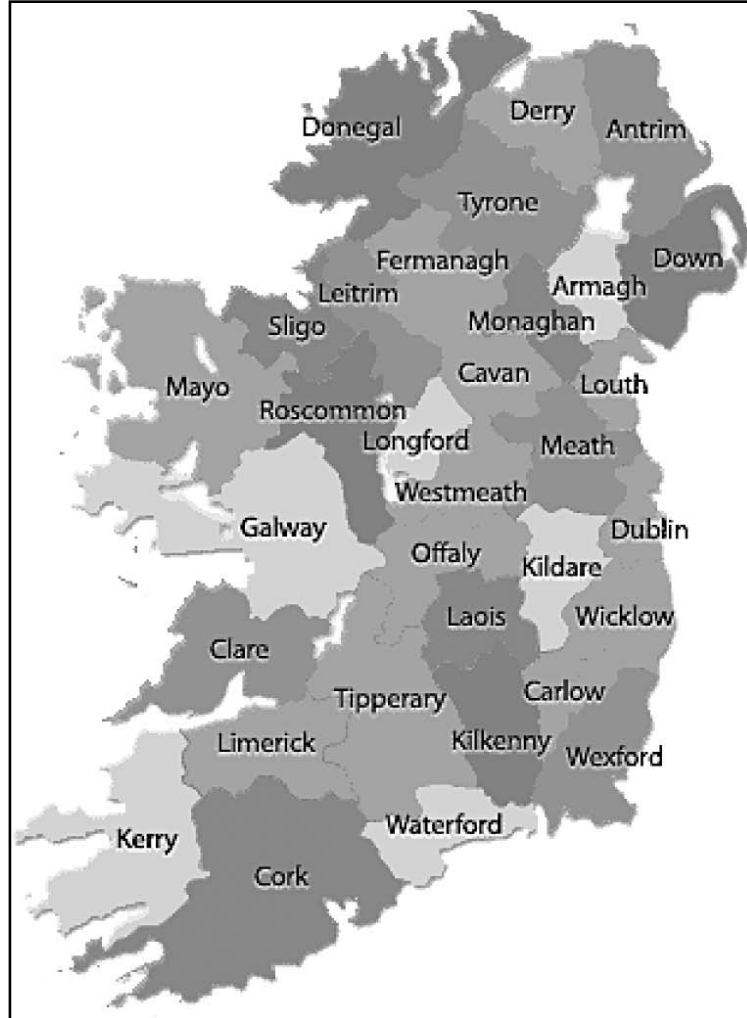 Donegal
Derry
Antrim
Tyrone
Fermanagh
Down
Armagh
Leitrim
Sligo
Monaghan
Cavan
Louth
Mayo
Roscommon
Longford
Meath
Westmeath
Galway
Dublin
Offaly
Kildare
Laois
Wicklow
Clare
Tipperary
Carlow
Limerick
Kilkenny
Wexford
Waterford
Kerry
Cork